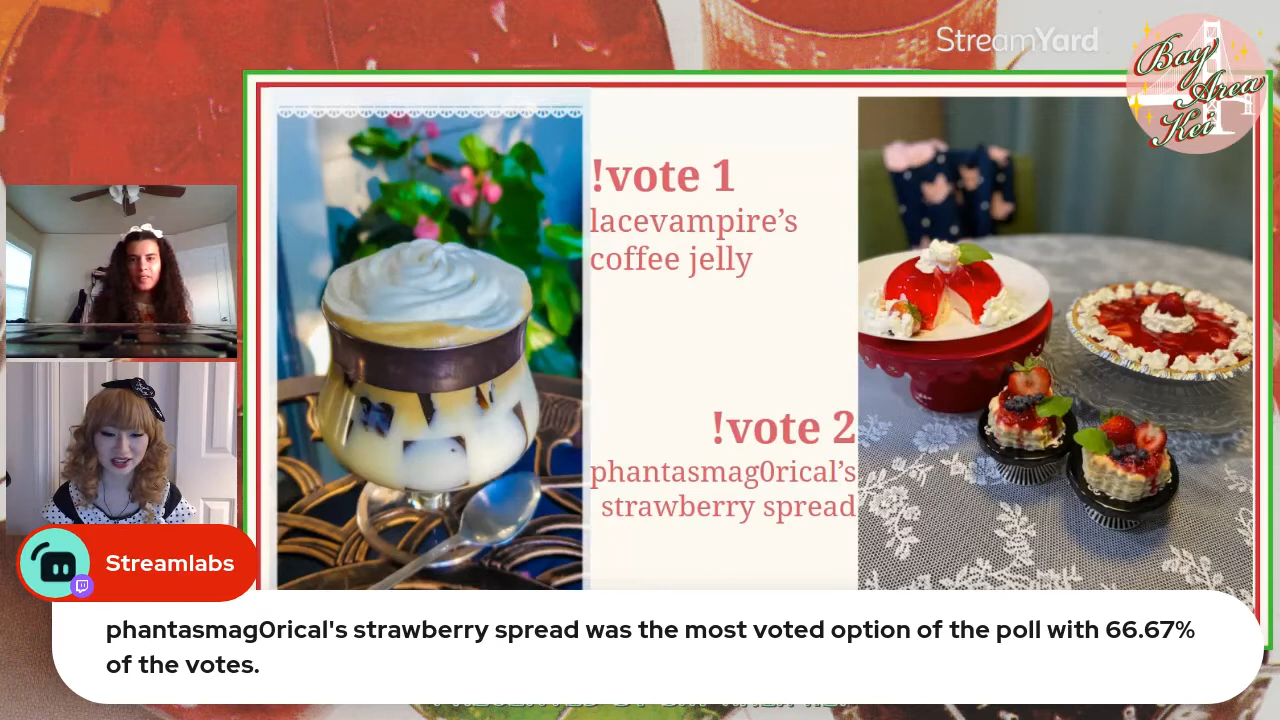 StreamYard
Bay
Area
Kei
!vote 1
lacevampire's
coffee jelly
!vote 2
phantasmag0rical's
strawberry spread
Streamlabs
phantasmag0rical's strawberry spread was the most voted option of the poll with 66.67%
of the votes.